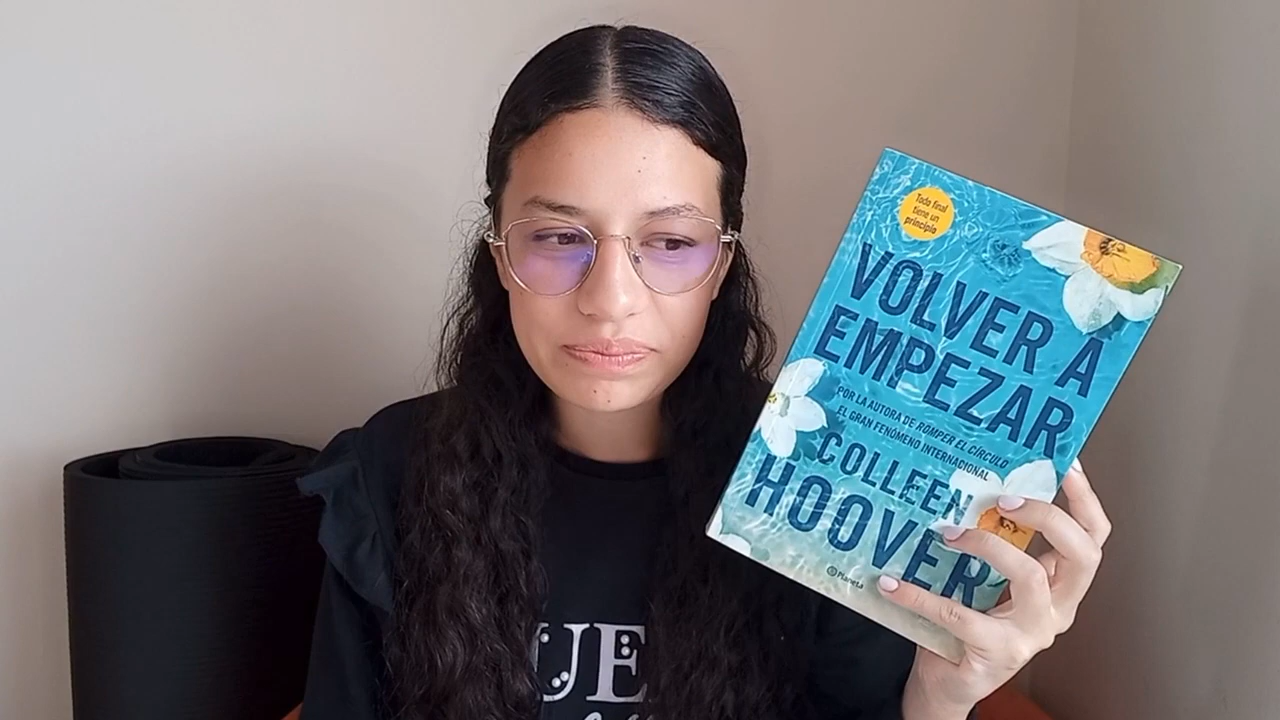 Todo final
tiene un
principio
VOLVER A
EMPEZAR
POR LA AUTORA DE ROMPER EL CÍRCULO
EL GRAN FENÓMENO INTERNACIONAL
COLLEEN
HOOVER
Planeta
UE